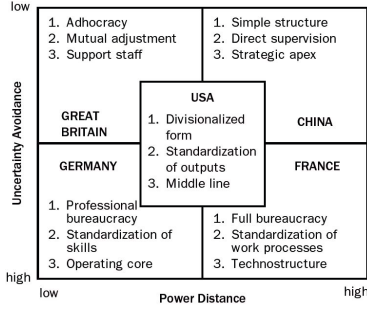 low
1. Adhocracy
2. Mutual adjustment
3. Support staff
GREAT
BRITAIN
1. Simple structure
2. Direct supervision
3. Strategic apex
CHINA
USA
1. Divisionalized
form
2. Standardization
of outputs
3. Middle line
GERMANY
1. Professional
bureaucracy
2. Standardization of
skills
3. Operating core
FRANCE
1. Full bureaucracy
2. Standardization of
work processes
3. Technostructure
Uncertainty Avoidance
high
low
Power Distance
high